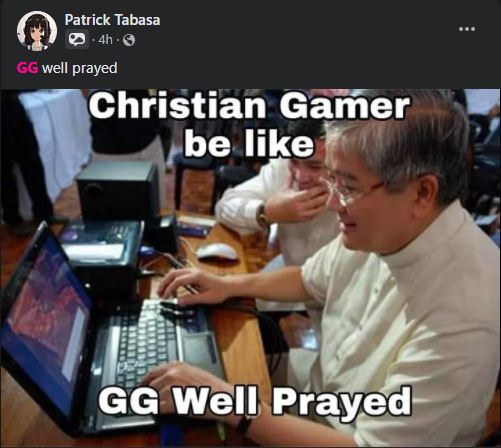 Patrick Tabasa
4h
GG well prayed
Christian Gamer
be like
GG Well Prayed